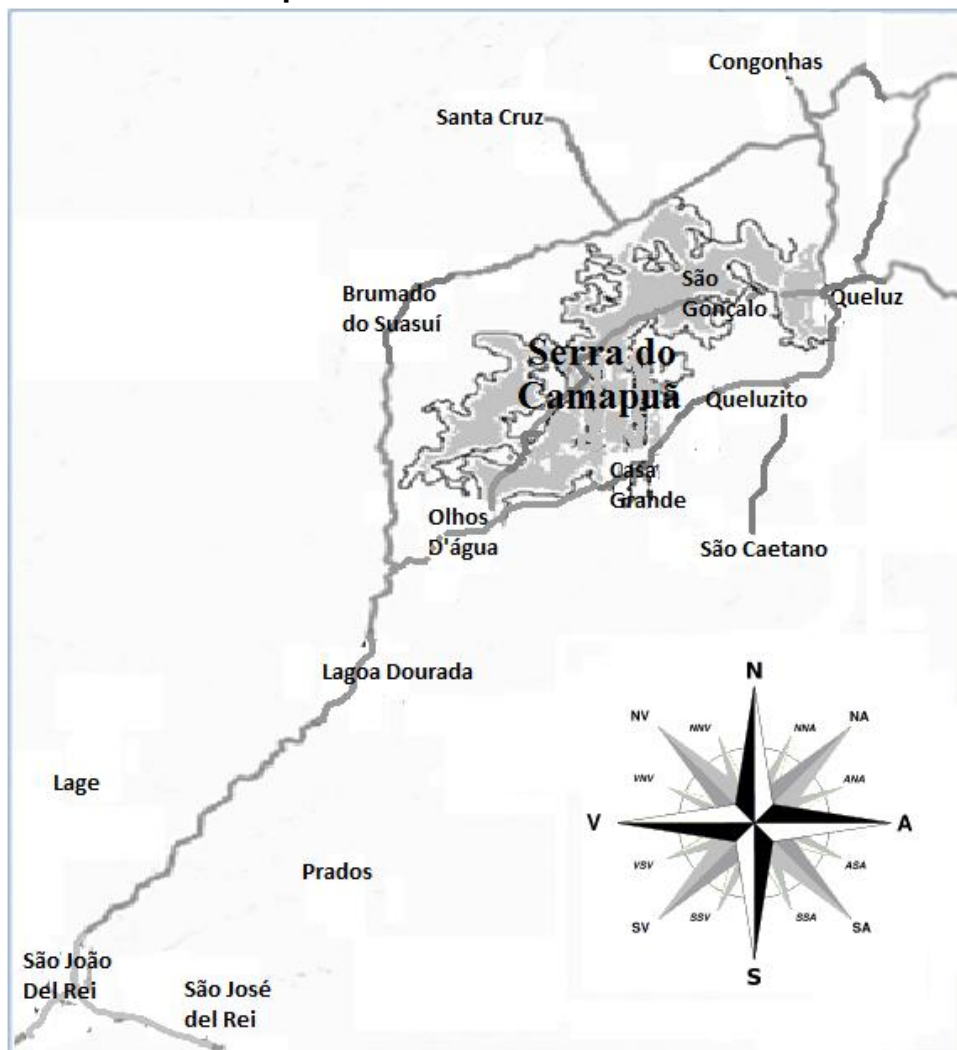 Congonhas
Santa Cruz
São
Gonçalo
Brumado
do Suasuí
Queluz
Serra do
Camapuã
Queluzito
Casa
Grande
Olhos
D'água
São Caetano
Lagoa Dourada
Lage
Prados
São João
Del Rei
São José
del Rei
N
NV
NNV
NNA
NA
VNV
ANA
V
A
VSV
ASA
SV
SSV
SSA
SA
S